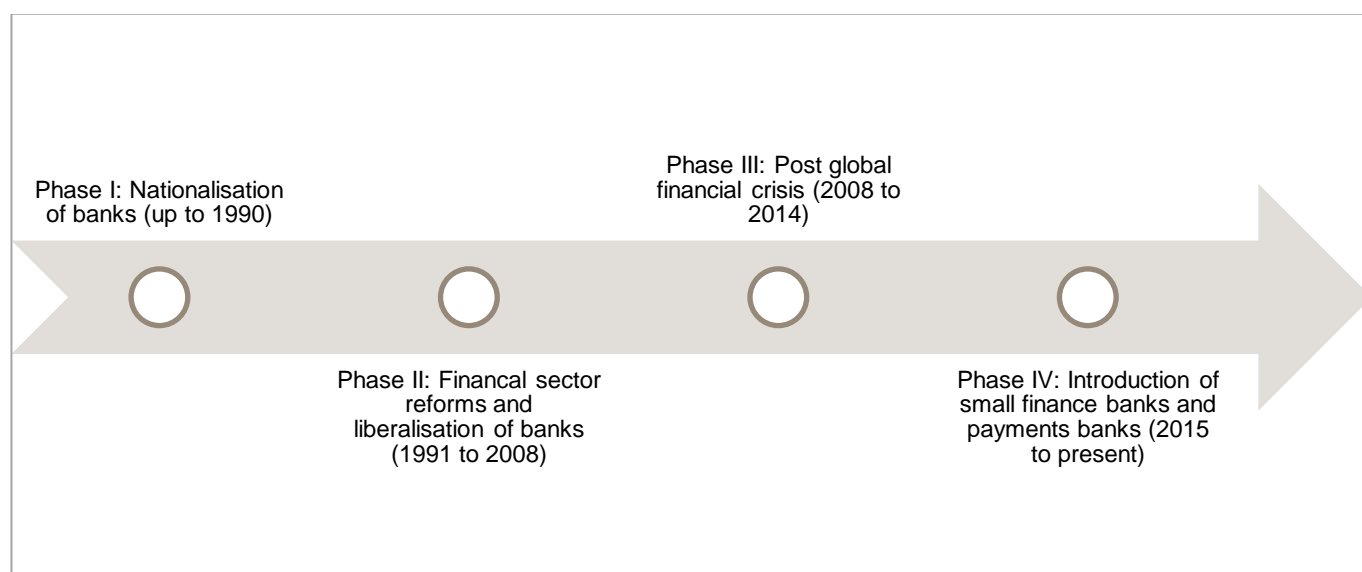 Phase I: Nationalisation
of banks (up to 1990)
Phase II: Financal sector
reforms and
liberalisation of banks
(1991 to 2008)
Phase III: Post global
financial crisis (2008 to
2014)
Phase IV: Introduction of
small finance banks and
payments banks (2015
to present)